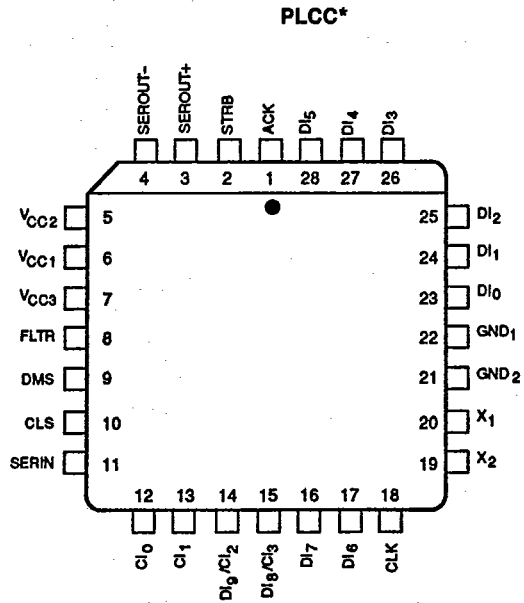 PLCC*
SEROUT-
SEROUT+
STRB
ACK
DI5
DI4
DI3
4 3 2 1 28 27 26
VCC2 5
VCC1 6
VCC3 7
FLTR 8
DMS 9
CLS 10
SERIN 11
25 DI2
24 DI1
23 DI0
22 GND1
21 GND2
20 X1
19 X2
12 13 14 15 16 17 18
CI0
CI1
DI9/CI2
DI8/CI3
DI7
DI6
CLK